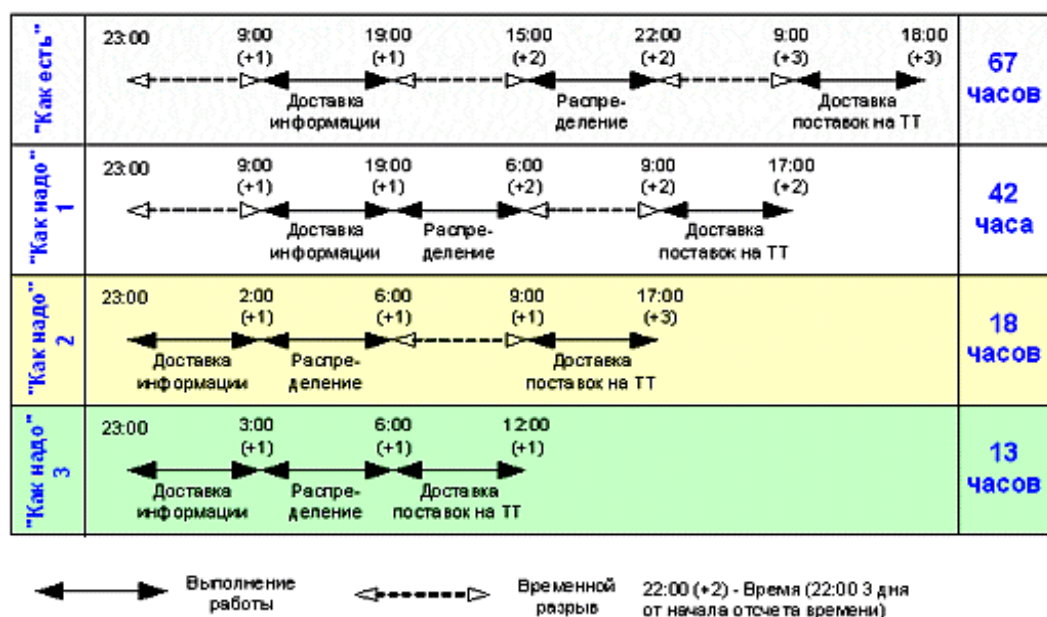 "Как есть"
23:00 9:00 19:00 15:00 22:00 9:00 18:00
(+1) (+1) (+2) (+2) (+3) (+3)
Доставка Распре- Доставка
информации деление поставок на ТТ
67
часов
"Как надо"
1
23:00 9:00 19:00 6:00 9:00 17:00
(+1) (+1) (+2) (+2) (+2)
Доставка Распре- Доставка
информации деление поставок на ТТ
42
часа
"Как надо"
2
23:00 2:00 6:00 9:00 17:00
(+1) (+1) (+1) (+3)
Доставка Распре- Доставка
информации деление поставок на ТТ
18
часов
"Как надо"
3
23:00 3:00 6:00 12:00
(+1) (+1) (+1)
Доставка Распре- Доставка
информации деление поставок на ТТ
13
часов
Выполнение
работы
Временной
разрыв
22:00 (+2) - Время (22:00 3 дня
от начала отсчета времени)